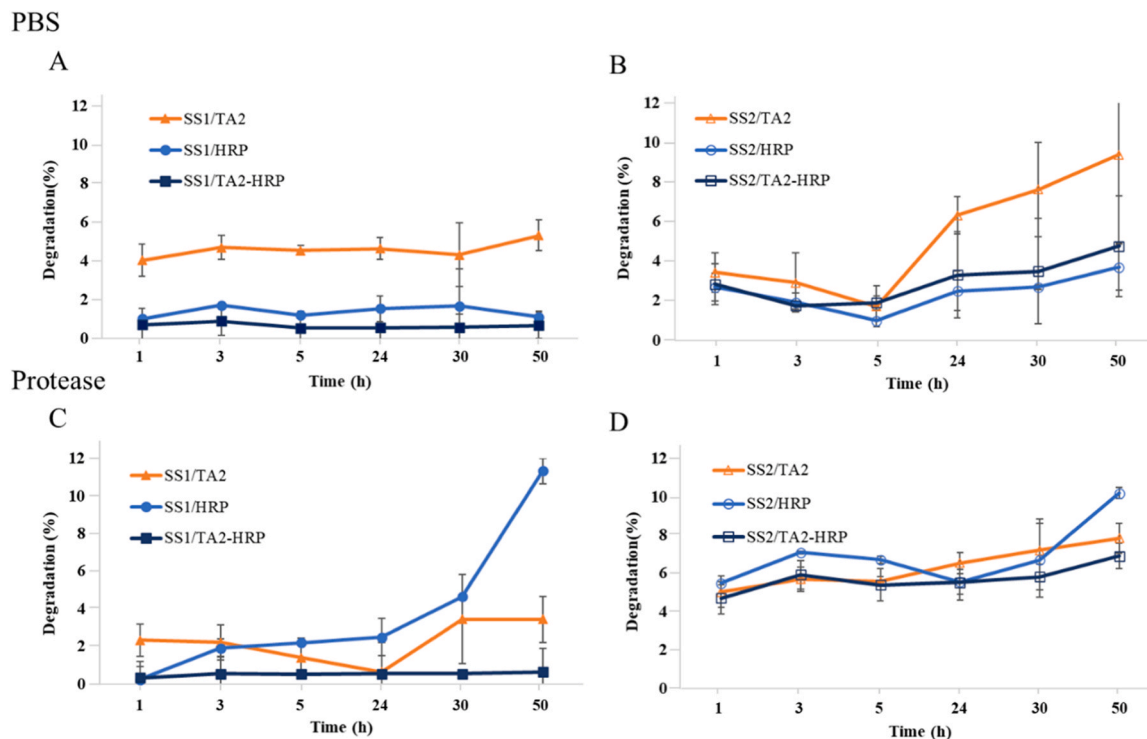 PBS
A
Degradation(%)
12
10
8
6
4
2
0
SS1/TA2
SS1/HRP
SS1/TA2-HRP
1 3 5 24 30 50
Time (h)
B
Degradation (%)
12
10
8
6
4
2
0
SS2/TA2
SS2/HRP
SS2/TA2-HRP
1 3 5 24 30 50
Time (h)
Protease
C
Degradation (%)
12
10
8
6
4
2
0
SS1/TA2
SS1/HRP
SS1/TA2-HRP
1 3 5 24 30 50
Time (h)
D
Degradation(%)
12
10
8
6
4
2
0
SS2/TA2
SS2/HRP
SS2/TA2-HRP
1 3 5 24 30 50
Time (h)